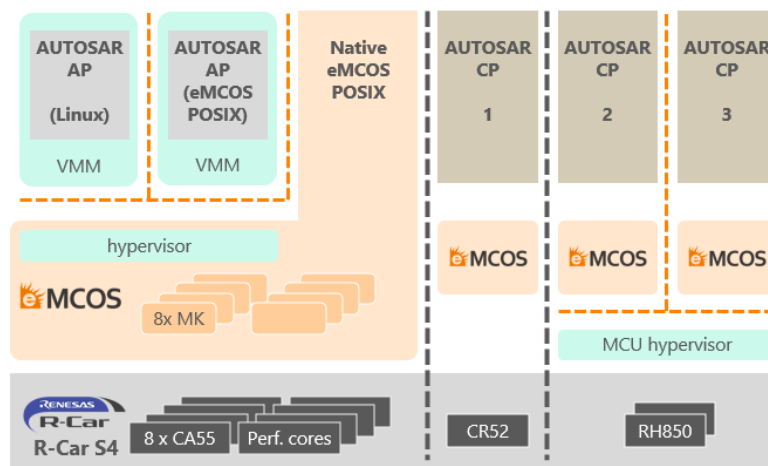 AUTOSAR
AP
(Linux)
VMM
AUTOSAR
AP
(eMCOS
POSIX)
VMM
Native
eMCOS
POSIX
AUTOSAR
CP
1
AUTOSAR
CP
2
AUTOSAR
CP
3
hypervisor
eMCOS
8x MK
eMCOS
eMCOS
eMCOS
MCU hypervisor
RENESAS
R-Car
R-Car S4
8 x CA55
Perf. cores
CR52
RH850